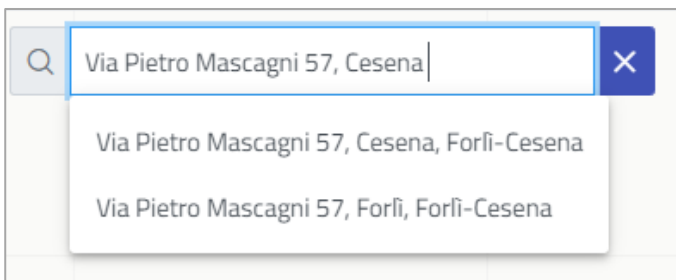 Via Pietro Mascagni 57, Cesena
Via Pietro Mascagni 57, Cesena, Forlì-Cesena
Via Pietro Mascagni 57, Forlì, Forlì-Cesena